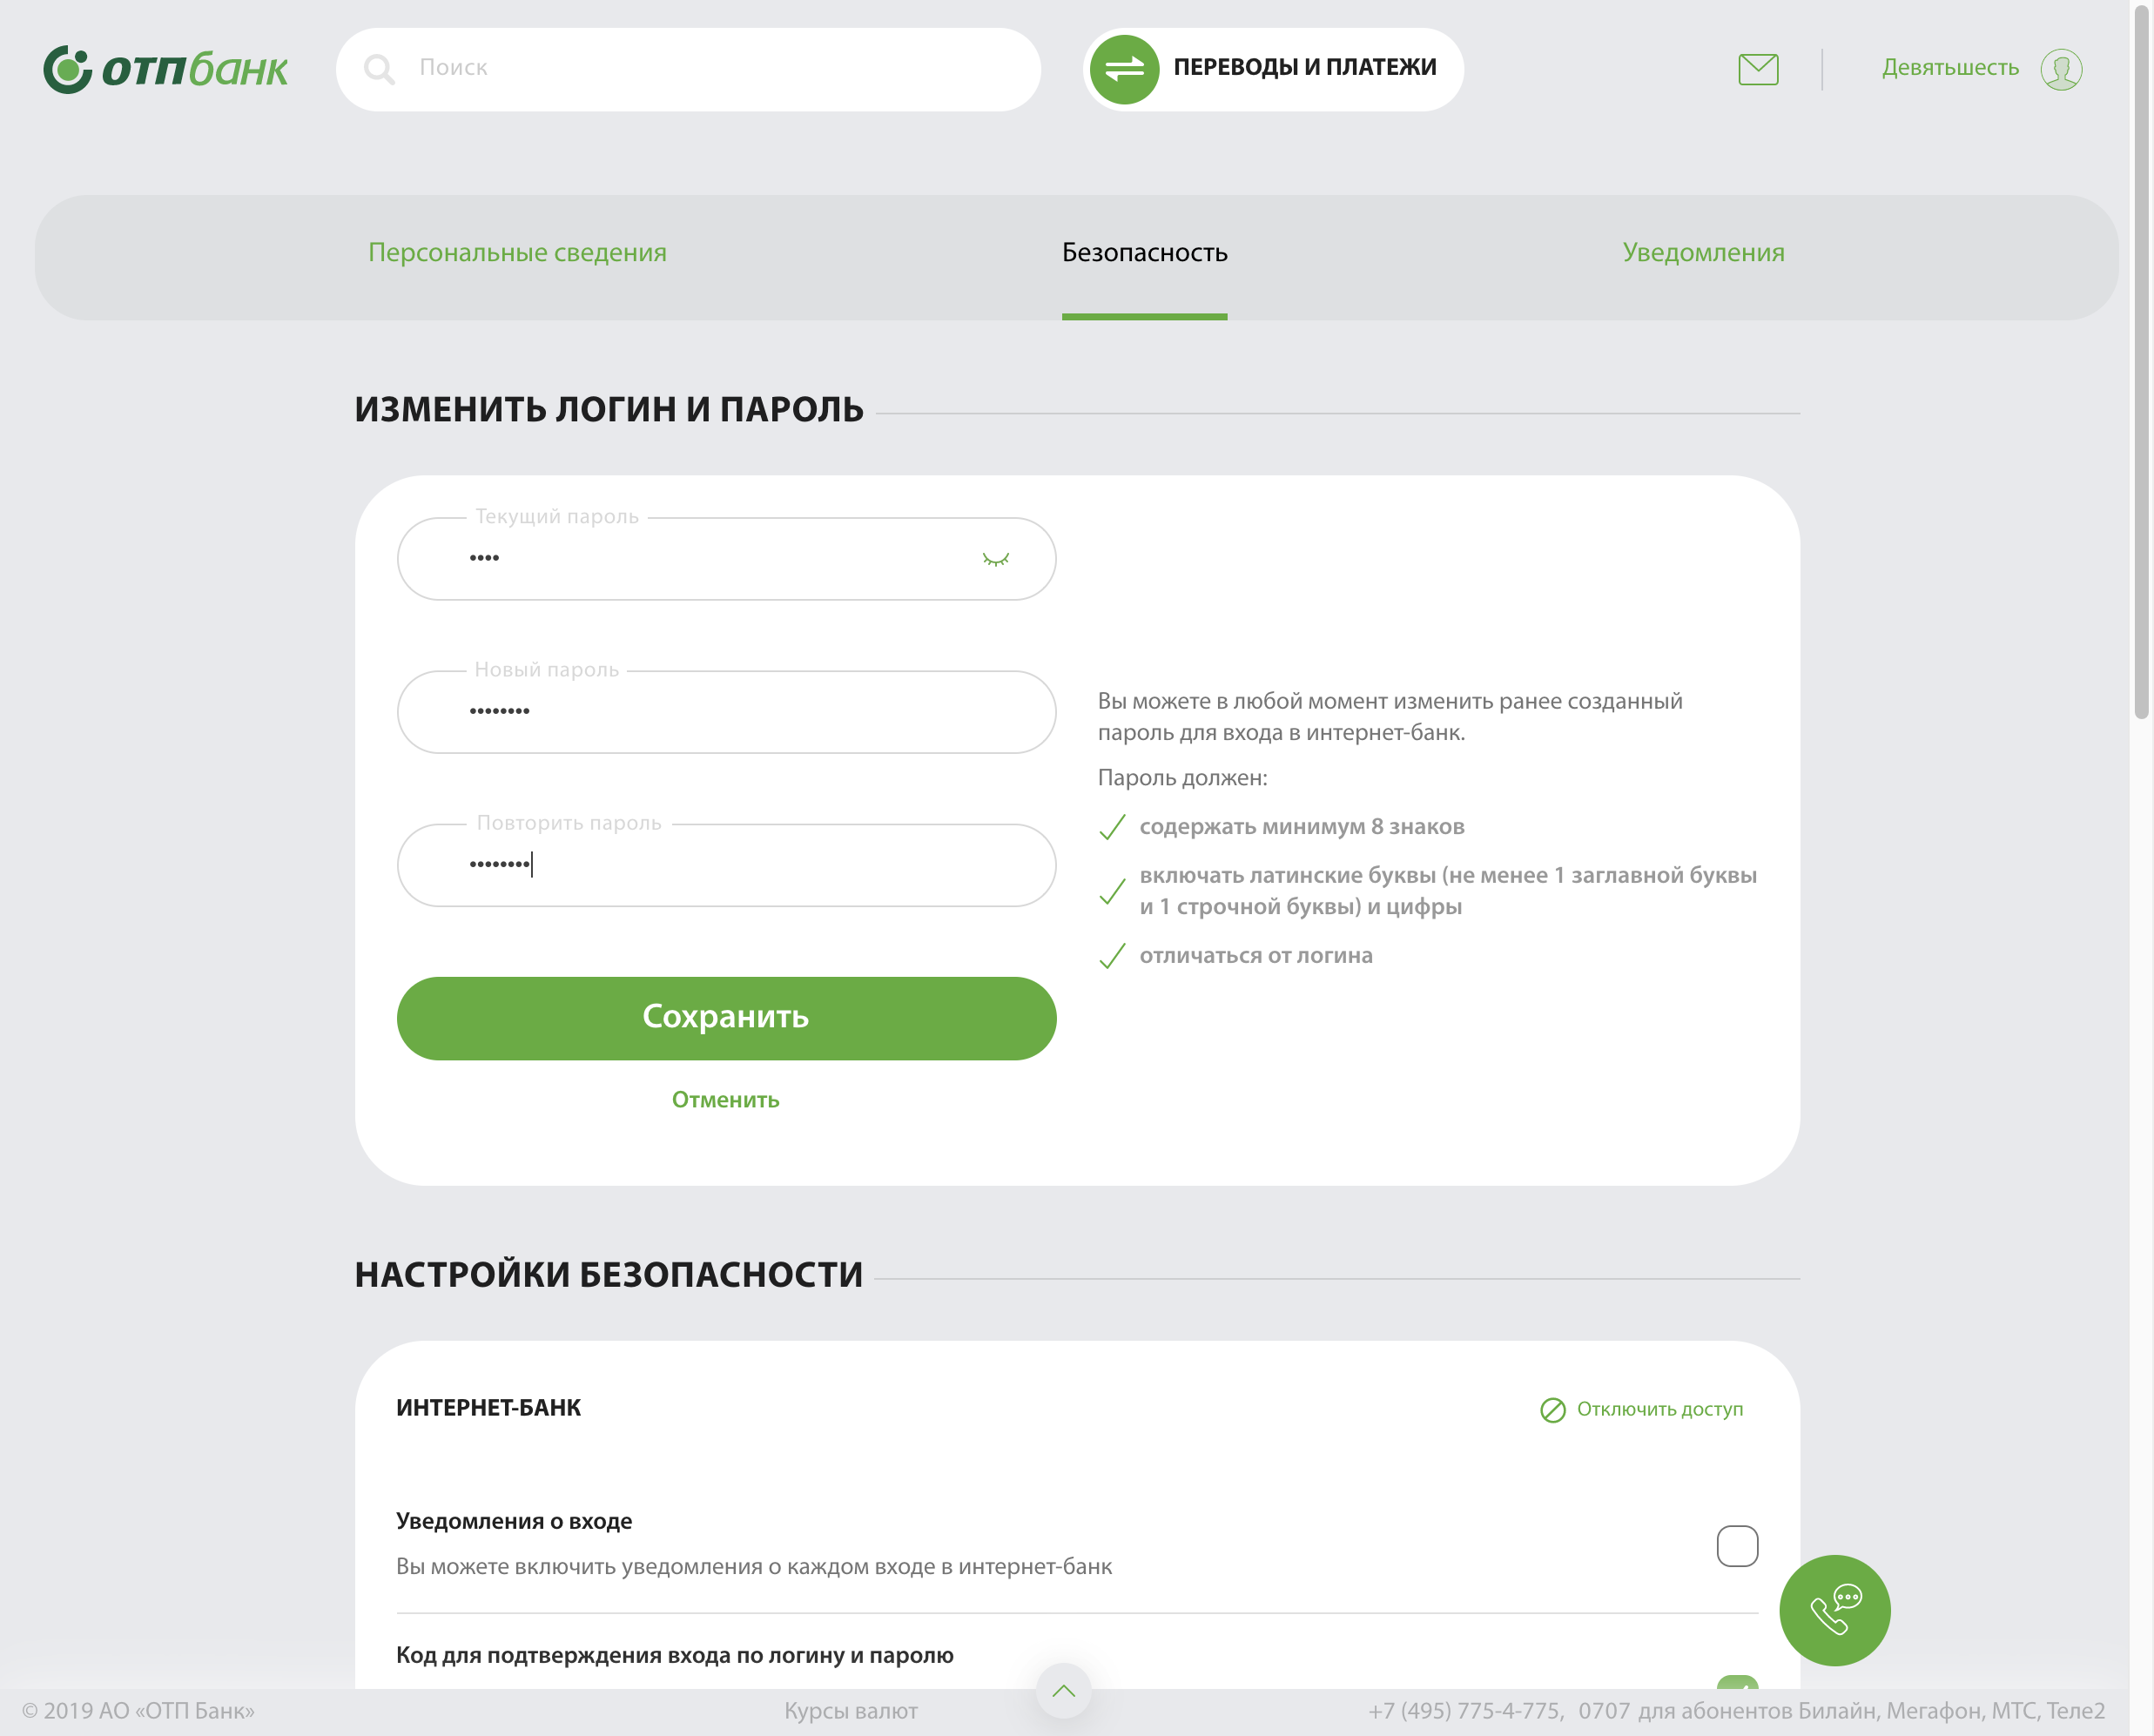 отпбанк
Поиск
ПЕРЕВОДЫ И ПЛАТЕЖИ
Девятьшесть
Персональные сведения
Безопасность
Уведомления
ИЗМЕНИТЬ ЛОГИН И ПАРОЛЬ
Текущий пароль
••••
Новый пароль
••••••••
Повторить пароль
••••••••
Сохранить
Отменить
Вы можете в любой момент изменить ранее созданный
пароль для входа в интернет-банк.
Пароль должен:
содержать минимум 8 знаков
включать латинские буквы (не менее 1 заглавной буквы
и 1 строчной буквы) и цифры
отличаться от логина
НАСТРОЙКИ БЕЗОПАСНОСТИ
ИНТЕРНЕТ-БАНК
Отключить доступ
Уведомления о входе
Вы можете включить уведомления о каждом входе в интернет-банк
Код для подтверждения входа по логину и паролю
© 2019 АО «ОТП Банк»
Курсы валют
+7 (495) 775-4-775, 0707 для абонентов Билайн, Мегафон, МТС, Теле2